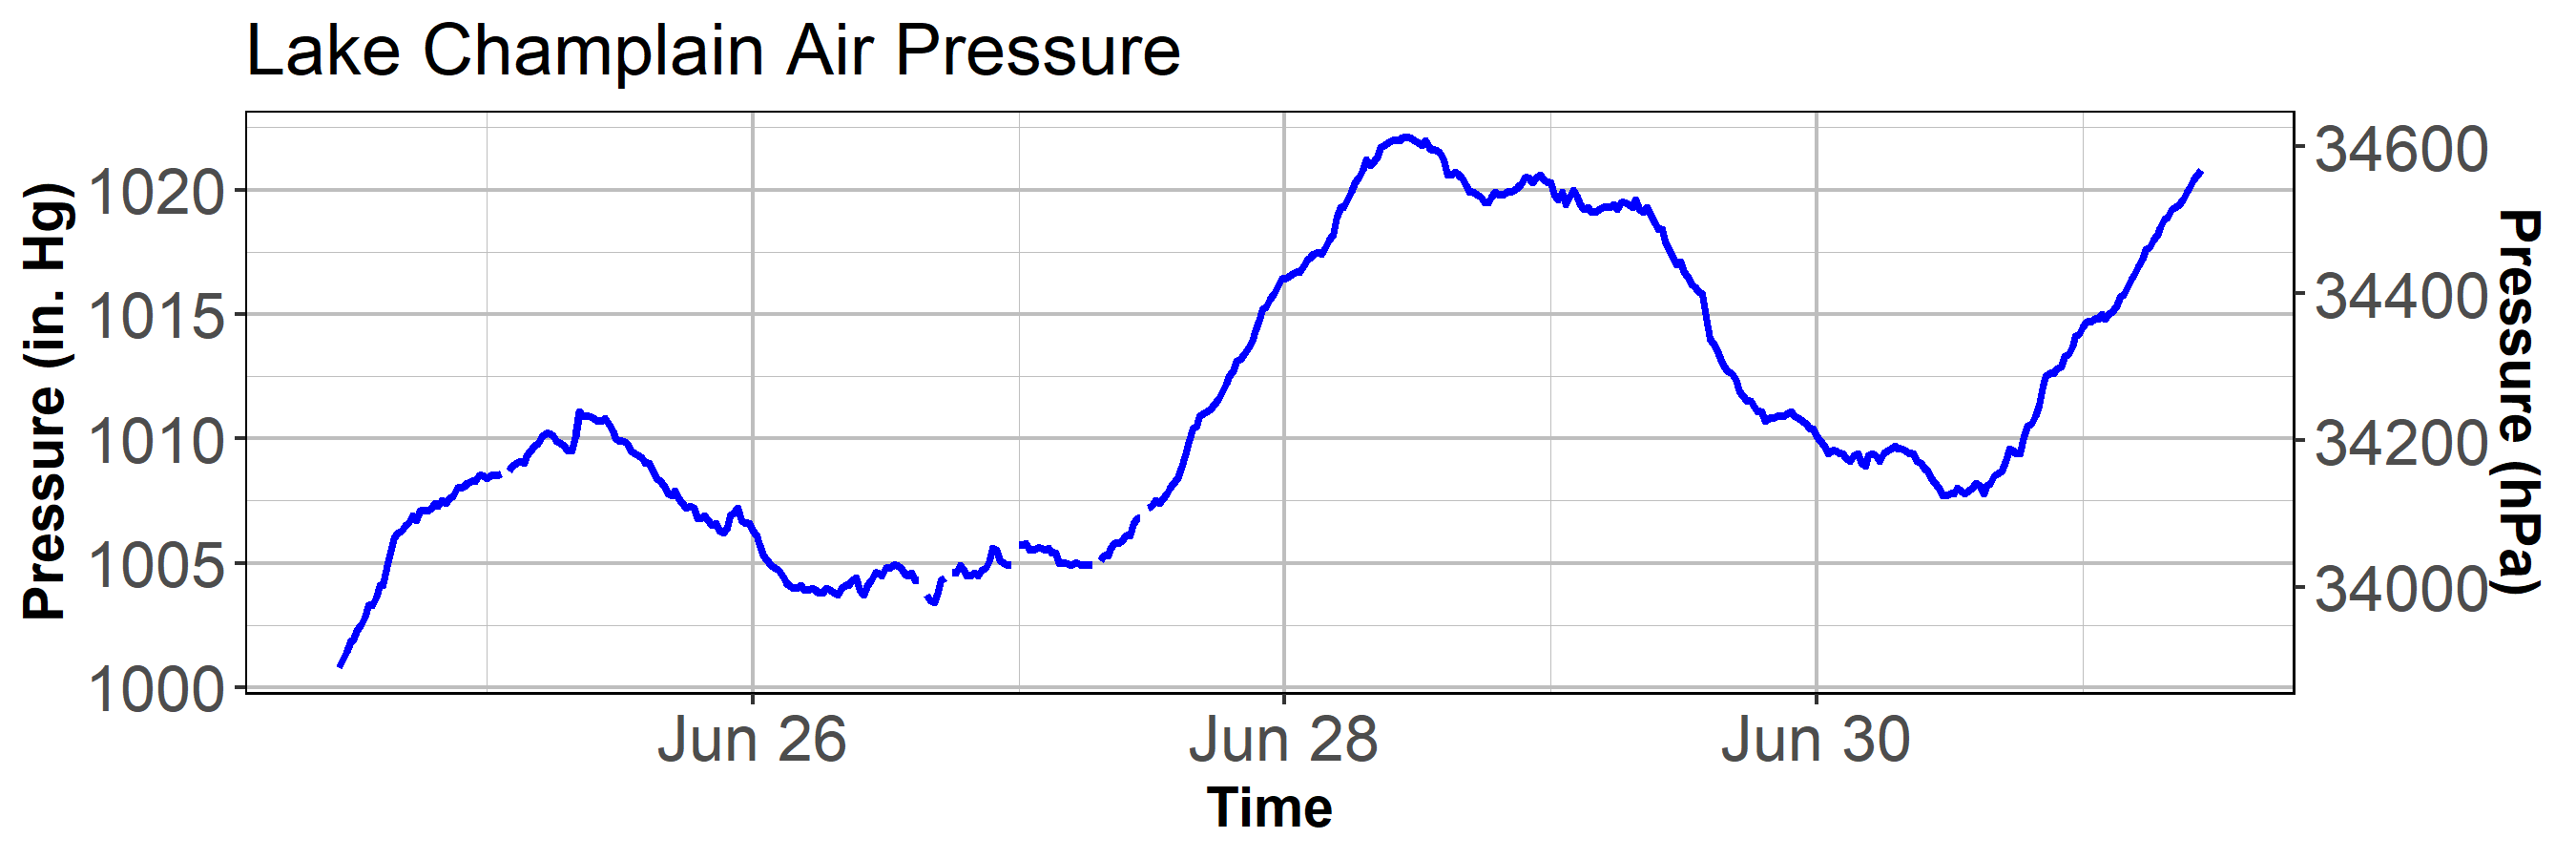 Lake Champlain Air Pressure
Pressure (in. Hg)
1020
1015
1010
1005
1000
34600
34400
34200
34000
Pressure (hPa)
Jun 26 Jun 28 Jun 30
Time